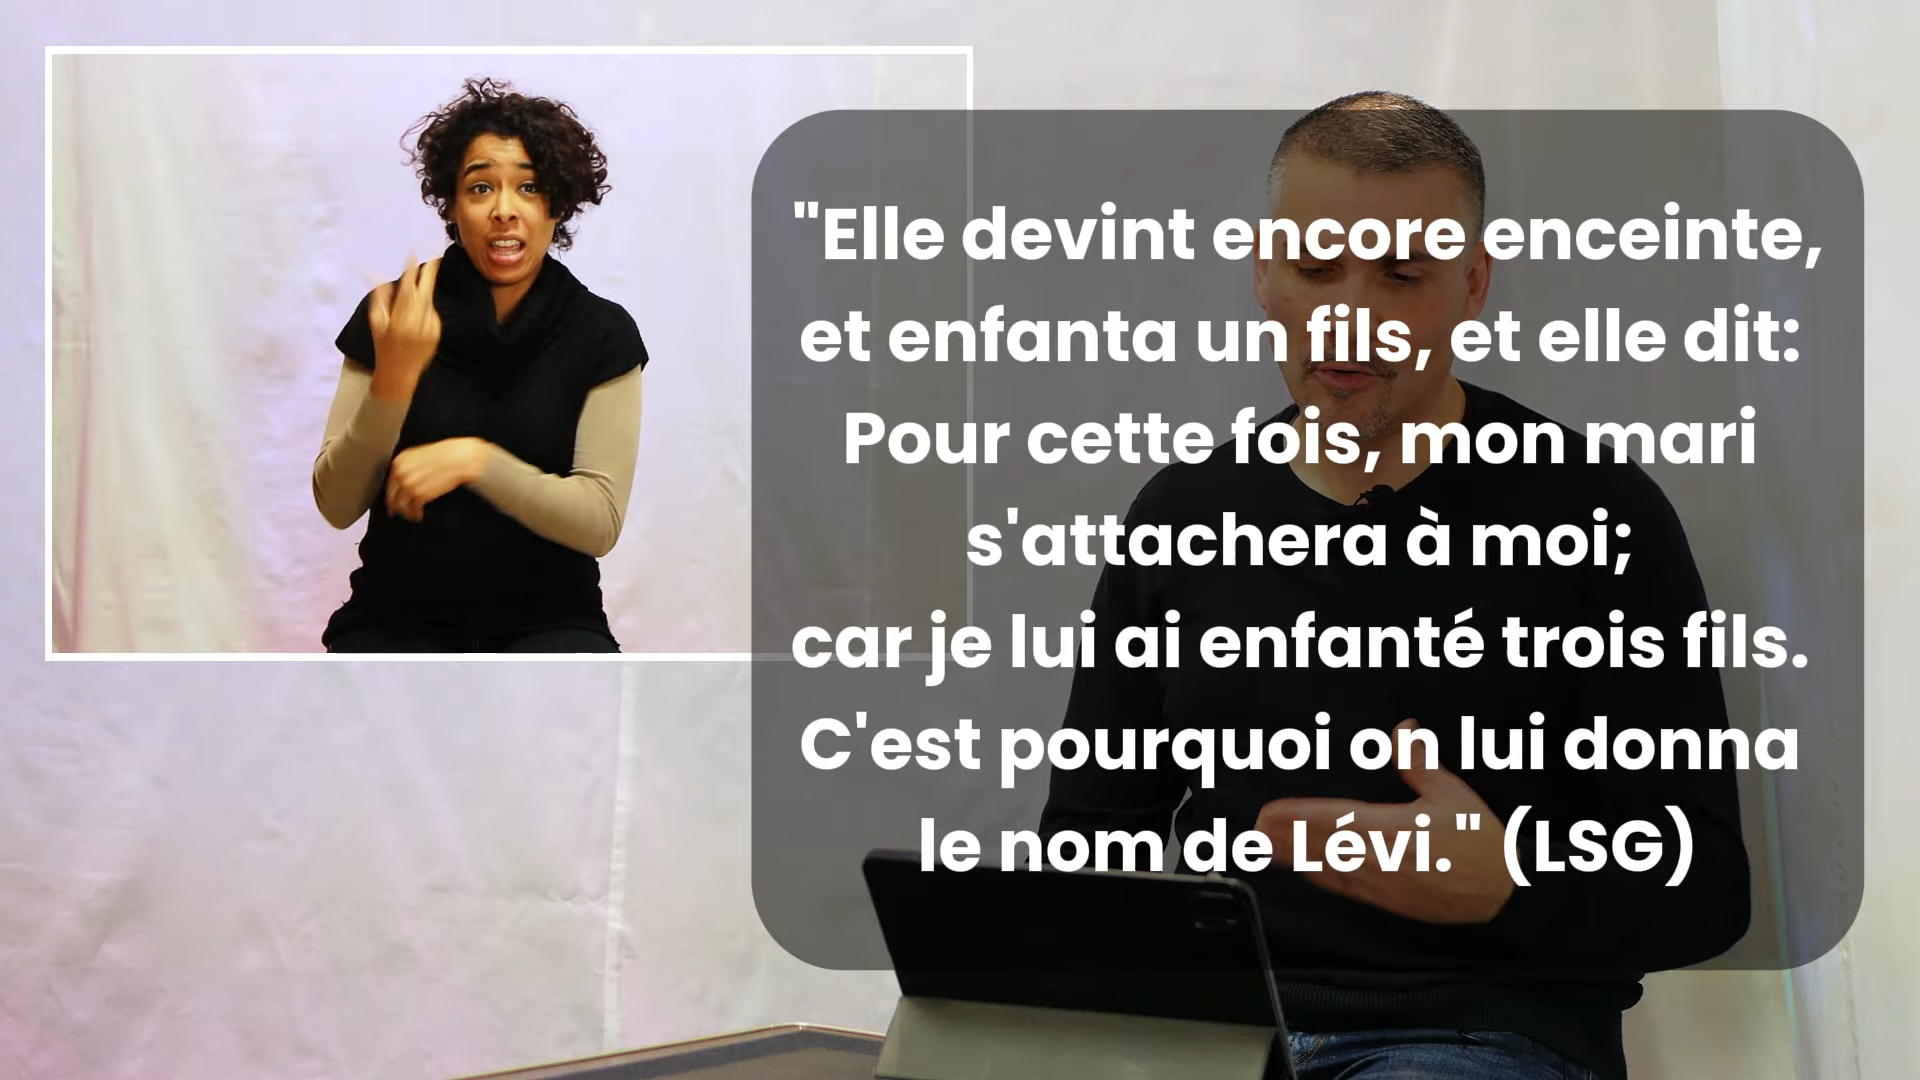 "Elle devint encore enceinte,
et enfanta un fils, et elle dit:
Pour cette fois, mon mari
s'attachera à moi;
car je lui ai enfanté trois fils.
C'est pourquoi on lui donna
le nom de Lévi." (LSG)